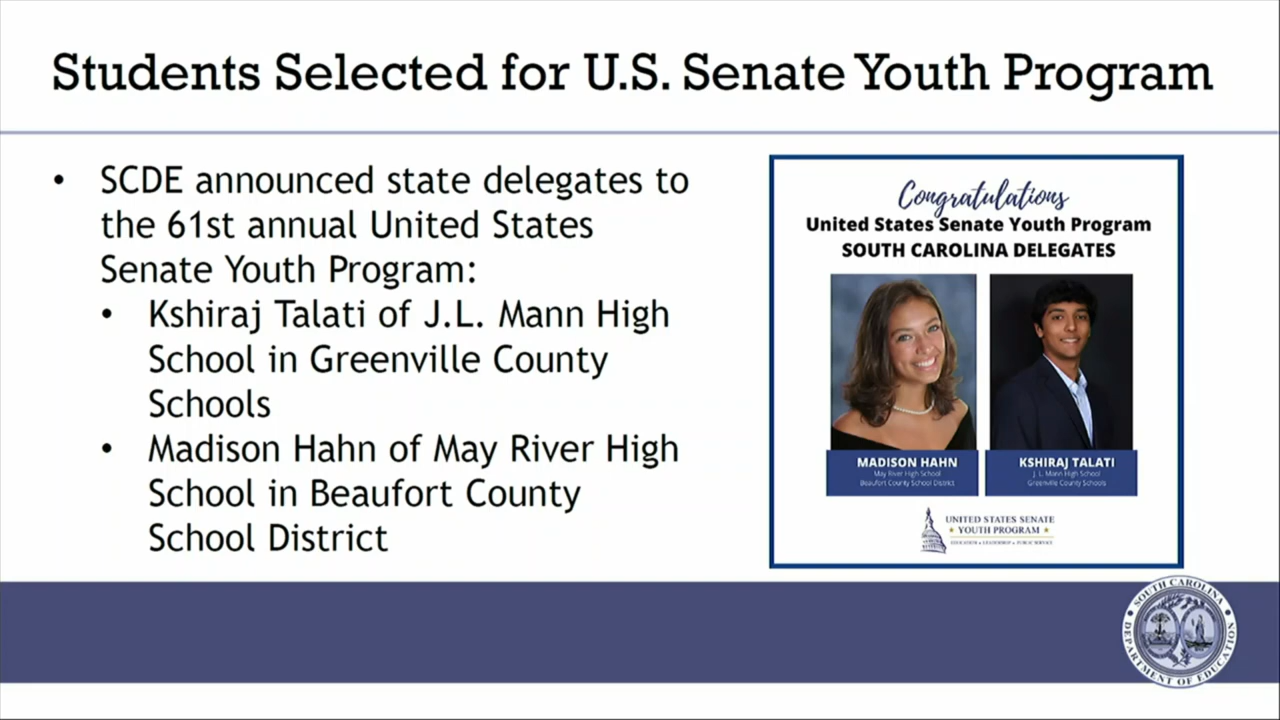 Students Selected for U.S. Senate Youth Program
• SCDE announced state delegates to
the 61st annual United States
Senate Youth Program:
• Kshiraj Talati of J.L. Mann High
School in Greenville County
Schools
• Madison Hahn of May River High
School in Beaufort County
School District
Congratulations
United States Senate Youth Program
SOUTH CAROLINA DELEGATES
MADISON HAHN
May River High School
Beaufort County School District
KSHIRAJ TALATI
J. L. Mann High School
Greenville County Schools
UNITED STATES SENATE
YOUTH PROGRAM
EDUCATION • LEADERSHIP • PUBLIC SERVICE
SOUTH CAROLINA
DEPARTMENT OF EDUCATION